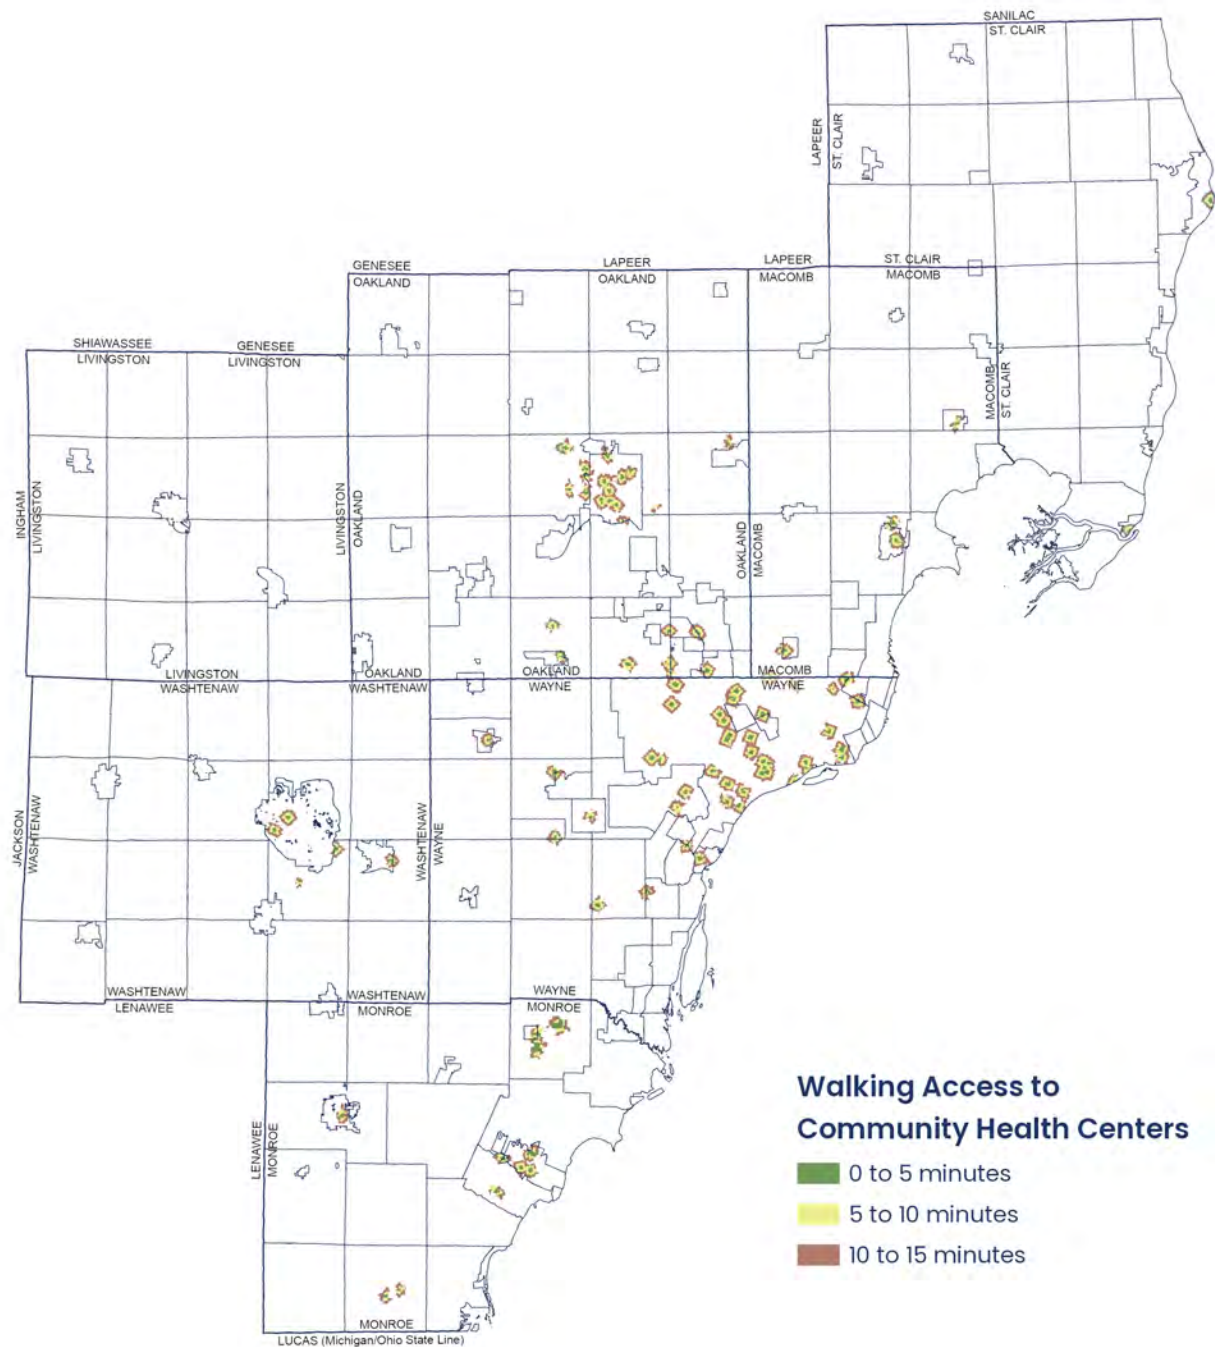 SANILAC
ST. CLAIR
LAPEER
ST. CLAIR
GENESEE
OAKLAND
LAPEER
OAKLAND
LAPEER
MACOMB
ST. CLAIR
MACOMB
SHIAWASSEE
LIVINGSTON
GENESEE
LIVINGSTON
MACOMB
ST. CLAIR
INGHAM
LIVINGSTON
LIVINGSTON
OAKLAND
OAKLAND
MACOMB
LIVINGSTON
WASHTENAW
OAKLAND
WASHTENAW
OAKLAND
WAYNE
MACOMB
WAYNE
JACKSON
WASHTENAW
WASHTENAW
WAYNE
WASHTENAW
LENAWEE
WASHTENAW
MONROE
WAYNE
MONROE
LENAWEE
MONROE
Walking Access to
Community Health Centers
0 to 5 minutes
5 to 10 minutes
10 to 15 minutes
MONROE
LUCAS (Michigan/Ohio State Line)